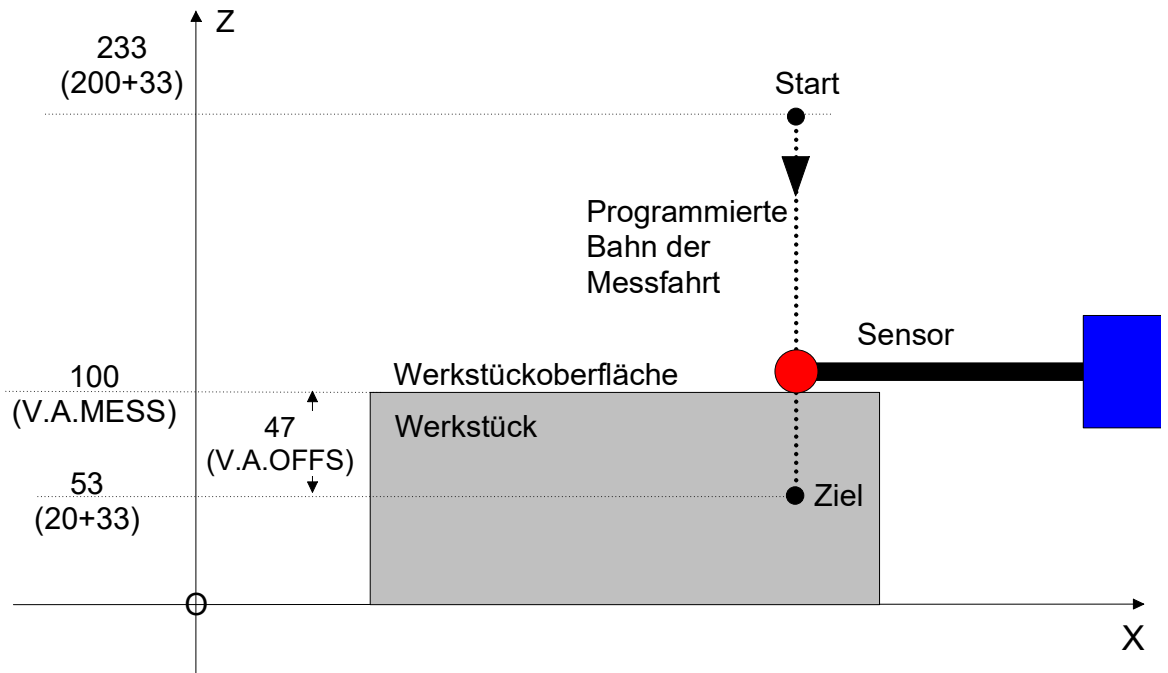 Z
233
(200+33)
Start
Programmierte
Bahn der
Messfahrt
Sensor
100
(V.A.MESS)
Werkstückoberfläche
Werkstück
47
(V.A.OFFS)
53
(20+33)
Ziel
O
X